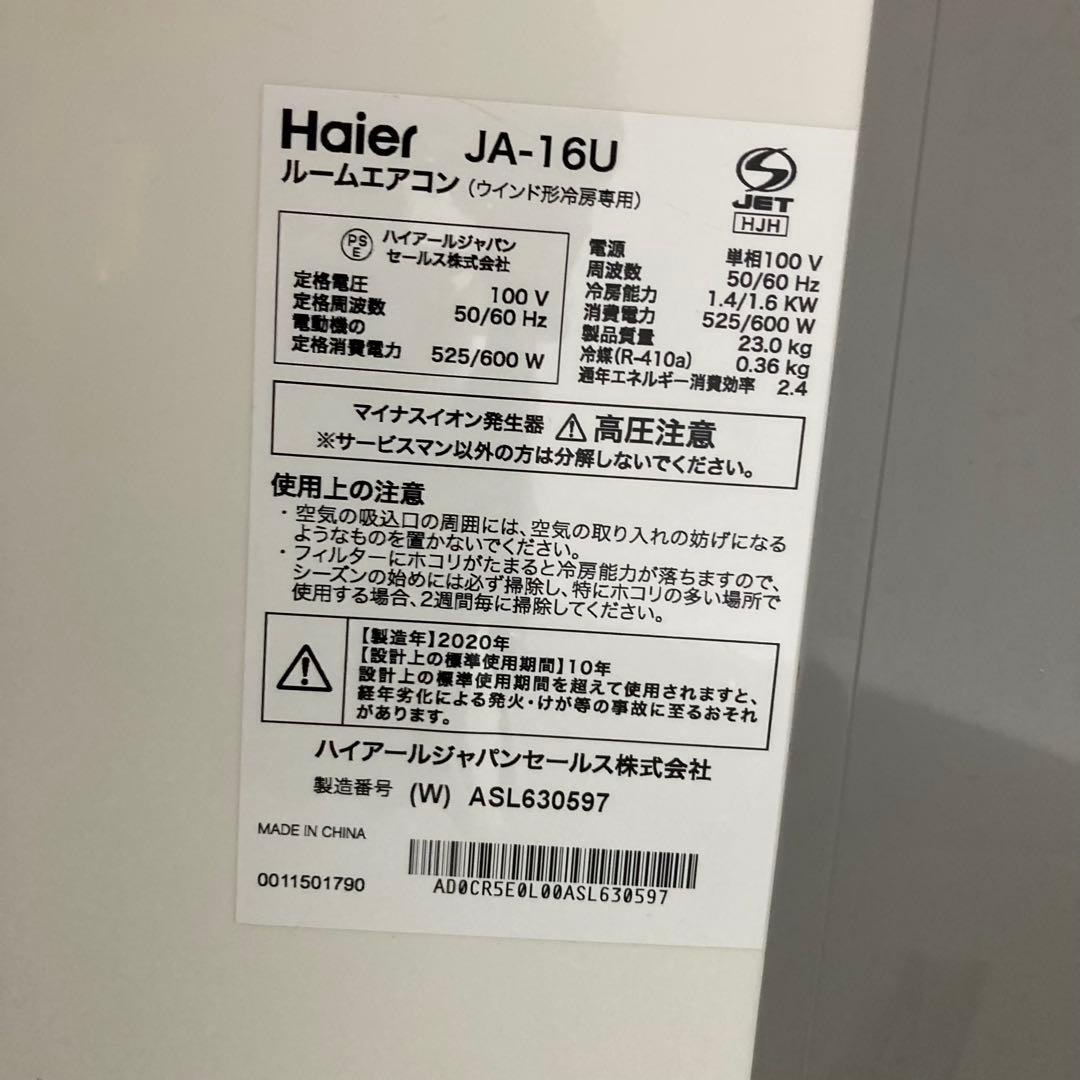 Haier JA-16U
ルームエアコン (ウインド形冷房専用)
S
JET
HJH
PSE ハイアールジャパン
セールス株式会社
定格電圧 100 V
定格周波数 50/60 Hz
電動機の
定格消費電力 525/600 W
電源 単相100 V
周波数 50/60 Hz
冷房能力 1.4/1.6 KW
消費電力 525/600 W
製品質量 23.0 kg
冷媒(R-410a) 0.36 kg
通年エネルギー消費効率 2.4
マイナスイオン発生器 ⚠ 高圧注意
※サービスマン以外の方は分解しないでください。
使用上の注意
・空気の吸込口の周囲には、空気の取り入れの妨げになる
ようなものを置かないでください。
・フィルターにホコリがたまると冷房能力が落ちますので、
シーズンの始めには必ず掃除し、特にホコリの多い場所で
使用する場合、2週間毎に掃除してください。
【製造年】2020年
【設計上の標準使用期間】10年
設計上の標準使用期間を超えて使用されますと、
経年劣化による発火・けが等の事故に至るおそれ
があります。
ハイアールジャパンセールス株式会社
製造番号 (W) ASL630597
MADE IN CHINA
0011501790
AD0CR5E0L00ASL630597